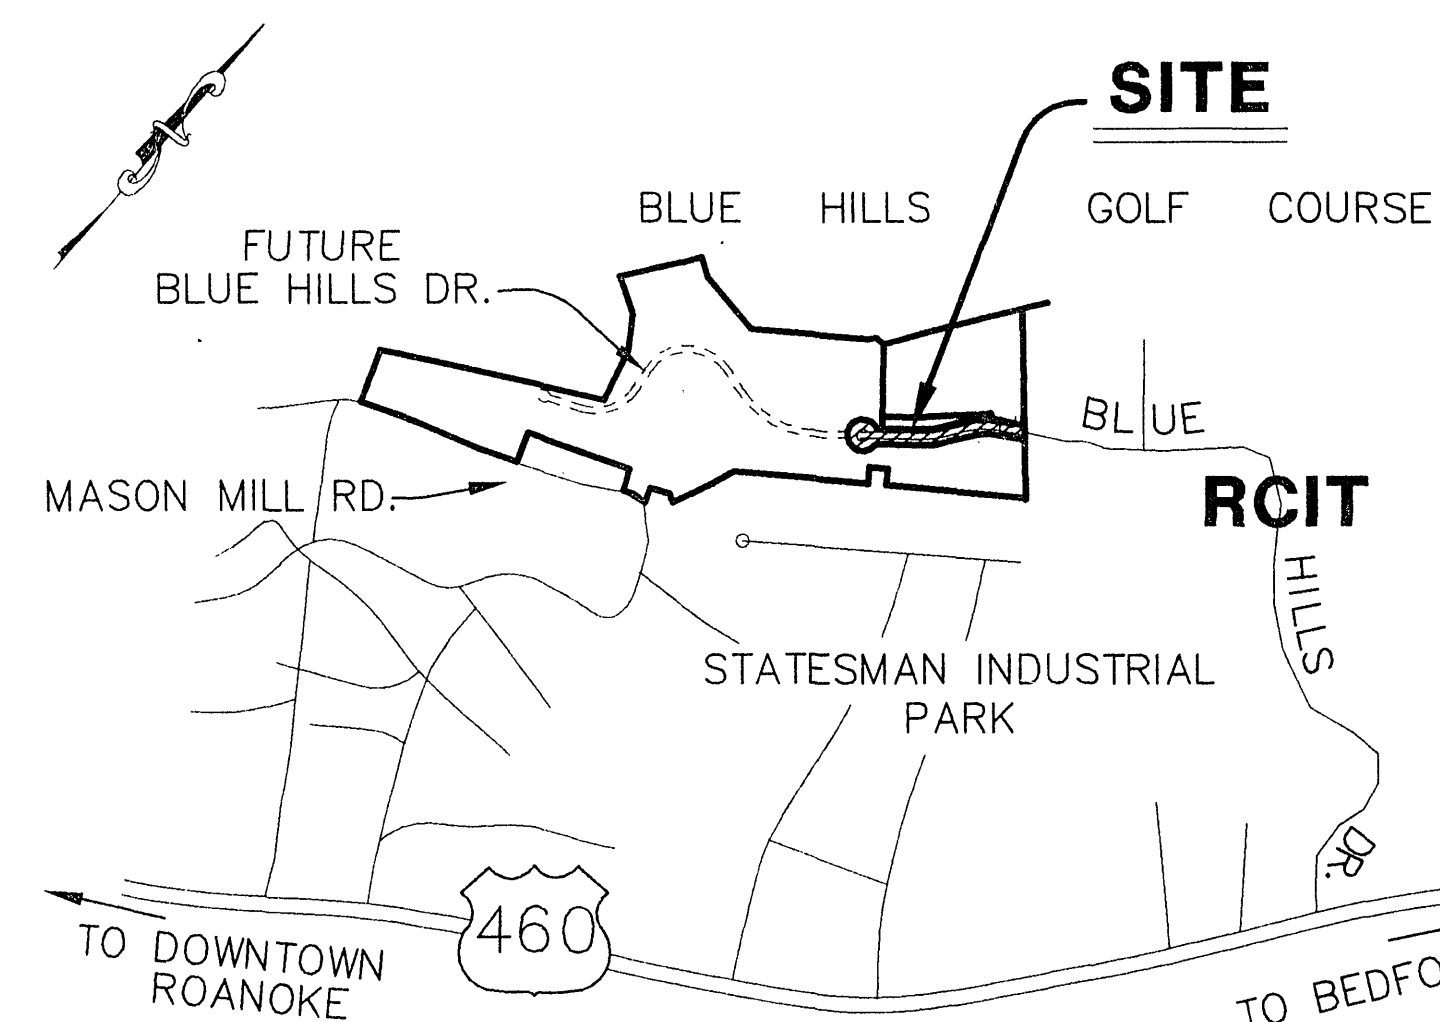 SITE
BLUE HILLS GOLF COURSE
FUTURE
BLUE HILLS DR.
BLUE
HILLS
DR.
RCIT
MASON MILL RD.
STATESMAN INDUSTRIAL
PARK
460
TO DOWNTOWN
ROANOKE
TO BEDFO